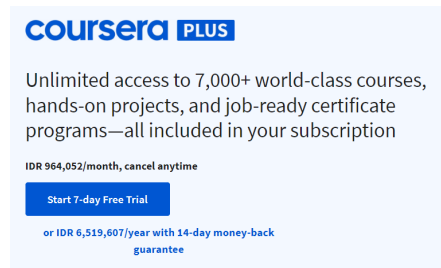 coursera PLUS
Unlimited access to 7,000+ world-class courses,
hands-on projects, and job-ready certificate
programs—all included in your subscription
IDR 964,052/month, cancel anytime
Start 7-day Free Trial
or IDR 6,519,607/year with 14-day money-back
guarantee